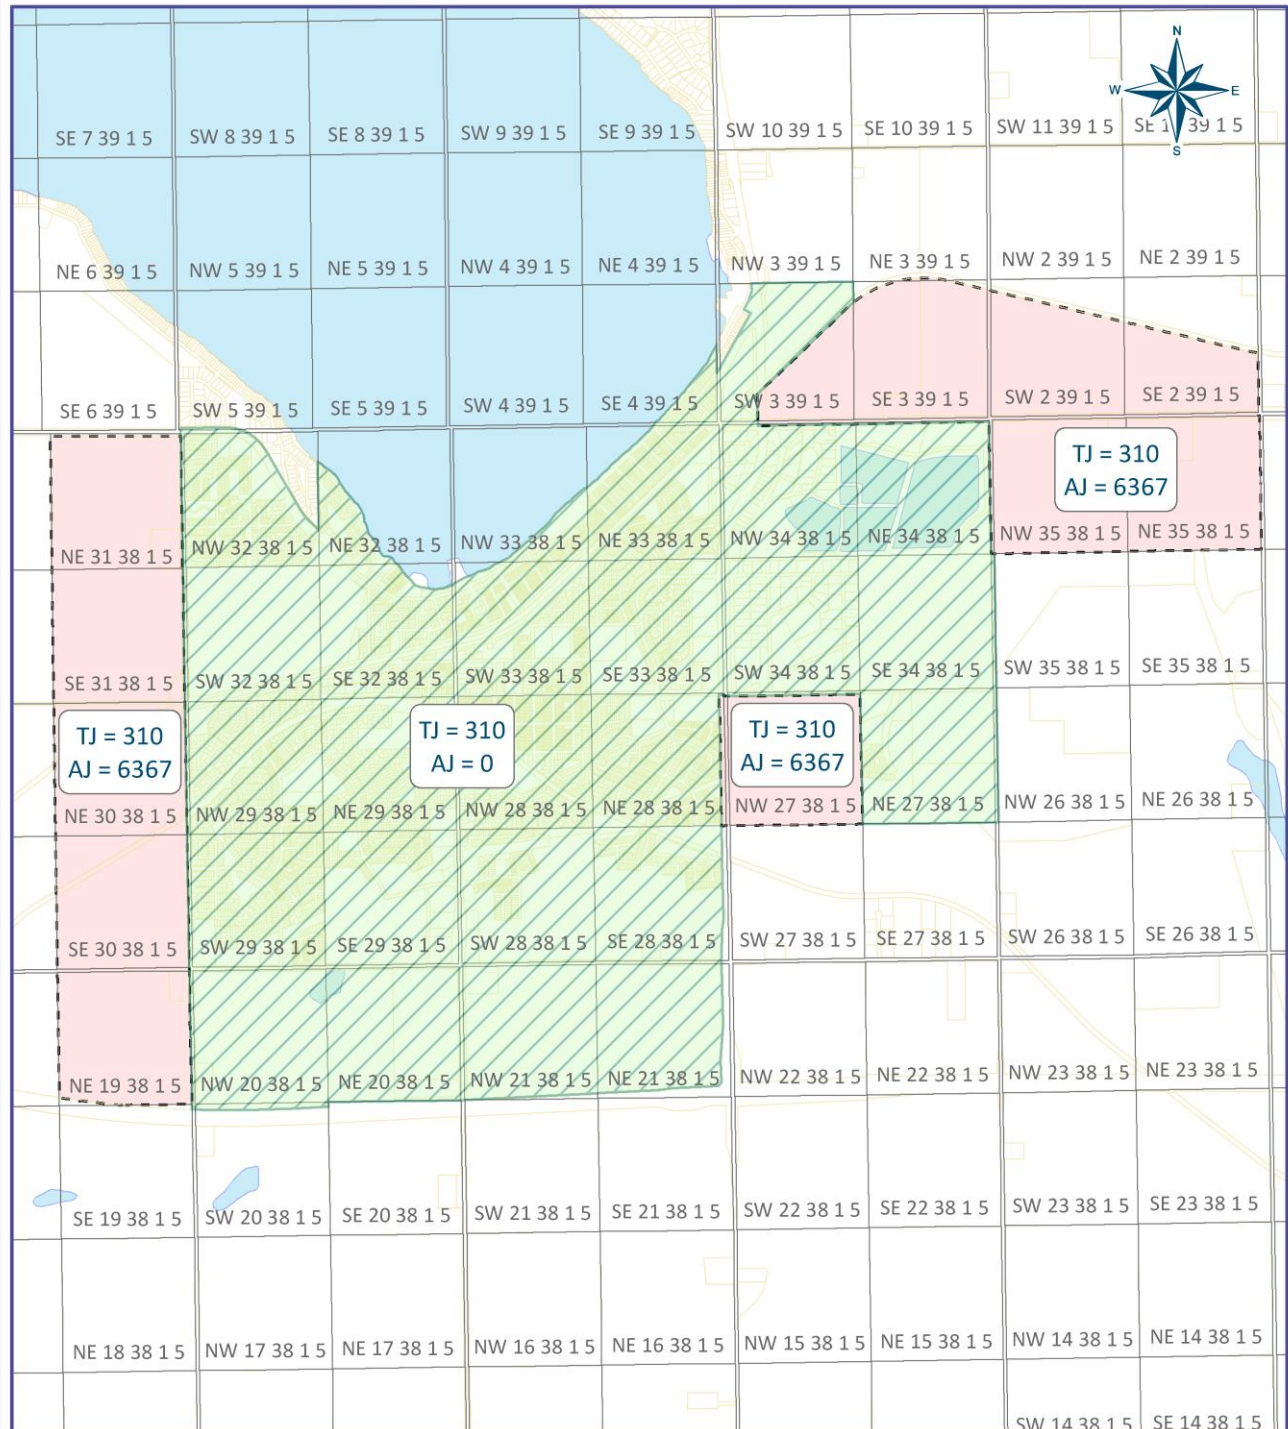 N
W E
S
SE 7 39 1 5 SW 8 39 1 5 SE 8 39 1 5 SW 9 39 1 5 SE 9 39 1 5 SW 10 39 1 5 SE 10 39 1 5 SW 11 39 1 5 SE 39 1 5
NE 6 39 1 5 NW 5 39 1 5 NE 5 39 1 5 NW 4 39 1 5 NE 4 39 1 5 NW 3 39 1 5 NE 3 39 1 5 NW 2 39 1 5 NE 2 39 1 5
SE 6 39 1 5 SW 5 39 1 5 SE 5 39 1 5 SW 4 39 1 5 SE 4 39 1 5 SW 3 39 1 5 SE 3 39 1 5 SW 2 39 1 5 SE 2 39 1 5
TJ = 310
AJ = 6367
NE 31 38 1 5 NW 32 38 1 5 NE 32 38 1 5 NW 33 38 1 5 NE 33 38 1 5 NW 34 38 1 5 NE 34 38 1 5 NW 35 38 1 5 NE 35 38 1 5
SE 31 38 1 5 SW 32 38 1 5 SE 32 38 1 5 SW 33 38 1 5 SE 33 38 1 5 SW 34 38 1 5 SE 34 38 1 5 SW 35 38 1 5 SE 35 38 1 5
TJ = 310 TJ = 310 TJ = 310
AJ = 6367 AJ = 0 AJ = 6367
NE 30 38 1 5 NW 29 38 1 5 NE 29 38 1 5 NW 28 38 1 5 NE 28 38 1 5 NW 27 38 1 5 NE 27 38 1 5 NW 26 38 1 5 NE 26 38 1 5
SE 30 38 1 5 SW 29 38 1 5 SE 29 38 1 5 SW 28 38 1 5 SE 28 38 1 5 SW 27 38 1 5 SE 27 38 1 5 SW 26 38 1 5 SE 26 38 1 5
NE 19 38 1 5 NW 20 38 1 5 NE 20 38 1 5 NW 21 38 1 5 NE 21 38 1 5 NW 22 38 1 5 NE 22 38 1 5 NW 23 38 1 5 NE 23 38 1 5
SE 19 38 1 5 SW 20 38 1 5 SE 20 38 1 5 SW 21 38 1 5 SE 21 38 1 5 SW 22 38 1 5 SE 22 38 1 5 SW 23 38 1 5 SE 23 38 1 5
NE 18 38 1 5 NW 17 38 1 5 NE 17 38 1 5 NW 16 38 1 5 NE 16 38 1 5 NW 15 38 1 5 NE 15 38 1 5 NW 14 38 1 5 NE 14 38 1 5
SW 14 38 1 5 SE 14 38 1 5